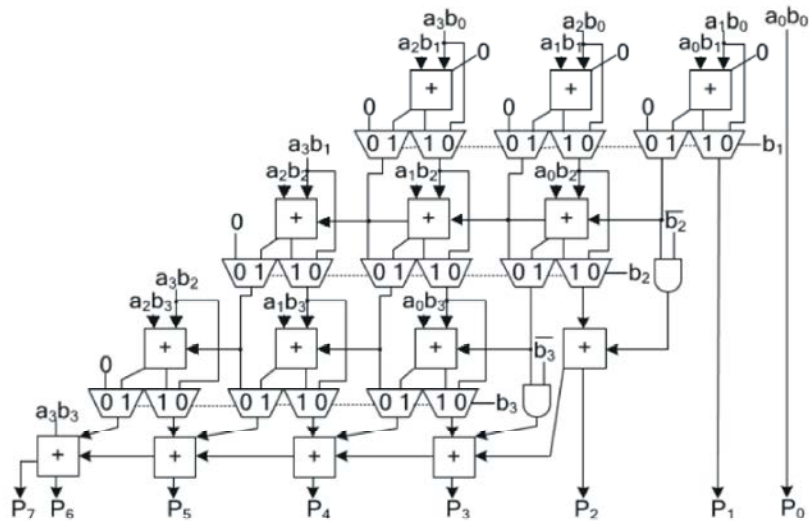 a₃b₀ a₂b₀ a₁b₀ a₀b₀
a₂b₁ a₁b₁ a₀b₁
0 0 0
+ + +
0 0 0
0 1 1 0 0 1 1 0 0 1 1 0 b₁
a₃b₁
a₂b₂ a₁b₂ a₀b₂
+ + + b̅₂
0
0 1 1 0 0 1 1 0 0 1 1 0 b₂
a₃b₂
a₂b₃ a₁b₃ a₀b₃
+ + + b̅₃ +
0
0 1 1 0 0 1 1 0 0 1 1 0 b₃
a₃b₃
+ + + +
P₇ P₆ P₅ P₄ P₃ P₂ P₁ P₀